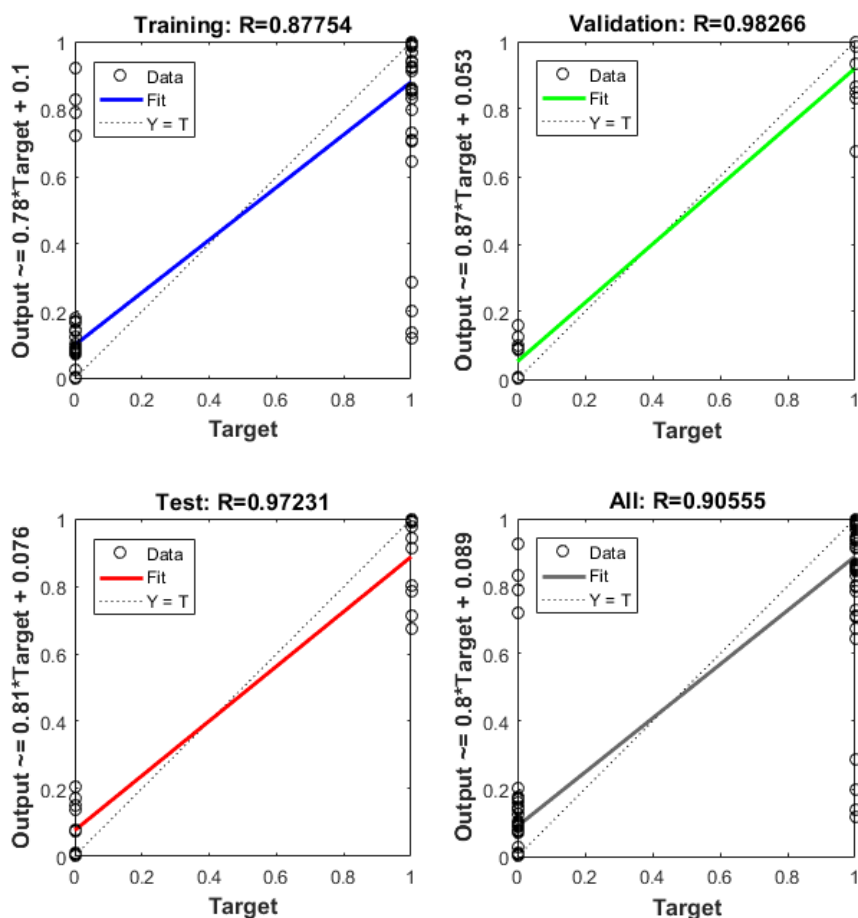 Training: R=0.87754
Output ~= 0.78*Target + 0.1
1
0.8
0.6
0.4
0.2
0
Data
Fit
Y = T
0 0.2 0.4 0.6 0.8 1
Target
Validation: R=0.98266
Output ~= 0.87*Target + 0.053
1
0.8
0.6
0.4
0.2
0
Data
Fit
Y = T
0 0.2 0.4 0.6 0.8 1
Target
Test: R=0.97231
Output ~= 0.81*Target + 0.076
1
0.8
0.6
0.4
0.2
0
Data
Fit
Y = T
0 0.2 0.4 0.6 0.8 1
Target
All: R=0.90555
Output ~= 0.8*Target + 0.089
1
0.8
0.6
0.4
0.2
0
Data
Fit
Y = T
0 0.2 0.4 0.6 0.8 1
Target